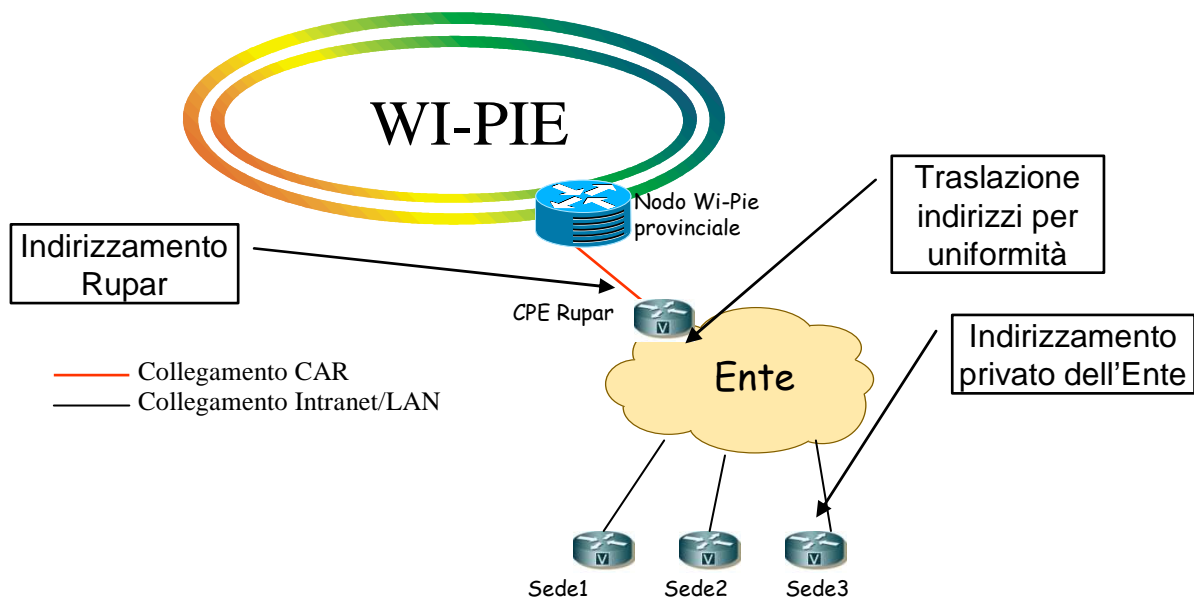 WI-PIE
Nodo Wi-Pie
provinciale
Traslazione
indirizzi per
uniformità
Indirizzamento
Rupar
CPE Rupar
V
Indirizzamento
privato dell'Ente
Ente
Collegamento CAR
Collegamento Intranet/LAN
V
V
V
Sede1
Sede2
Sede3